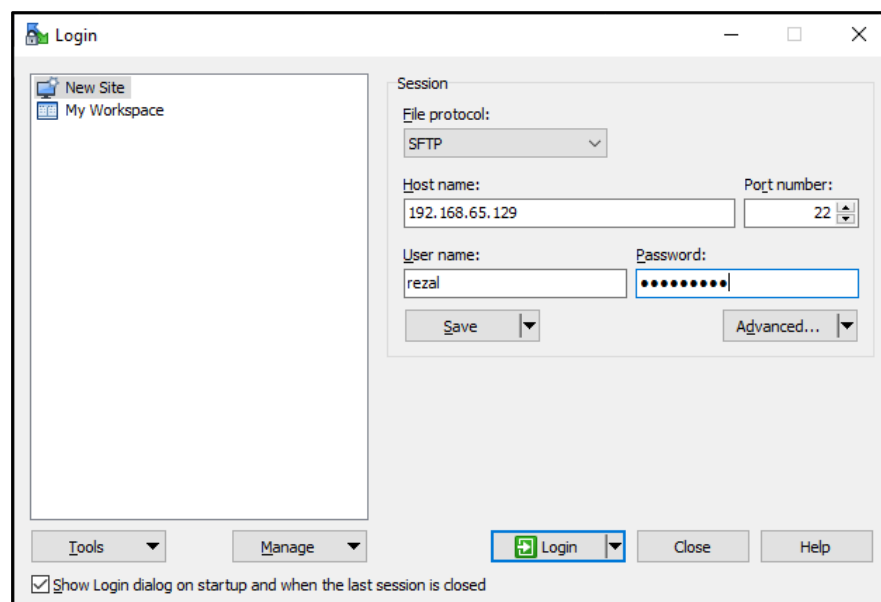 Login
New Site
My Workspace
Session
File protocol:
SFTP
Host name:
Port number:
192.168.65.129
22
User name:
Password:
rezal
●●●●●●●●●
Save
Advanced...
Tools
Manage
Login
Close
Help
Show Login dialog on startup and when the last session is closed